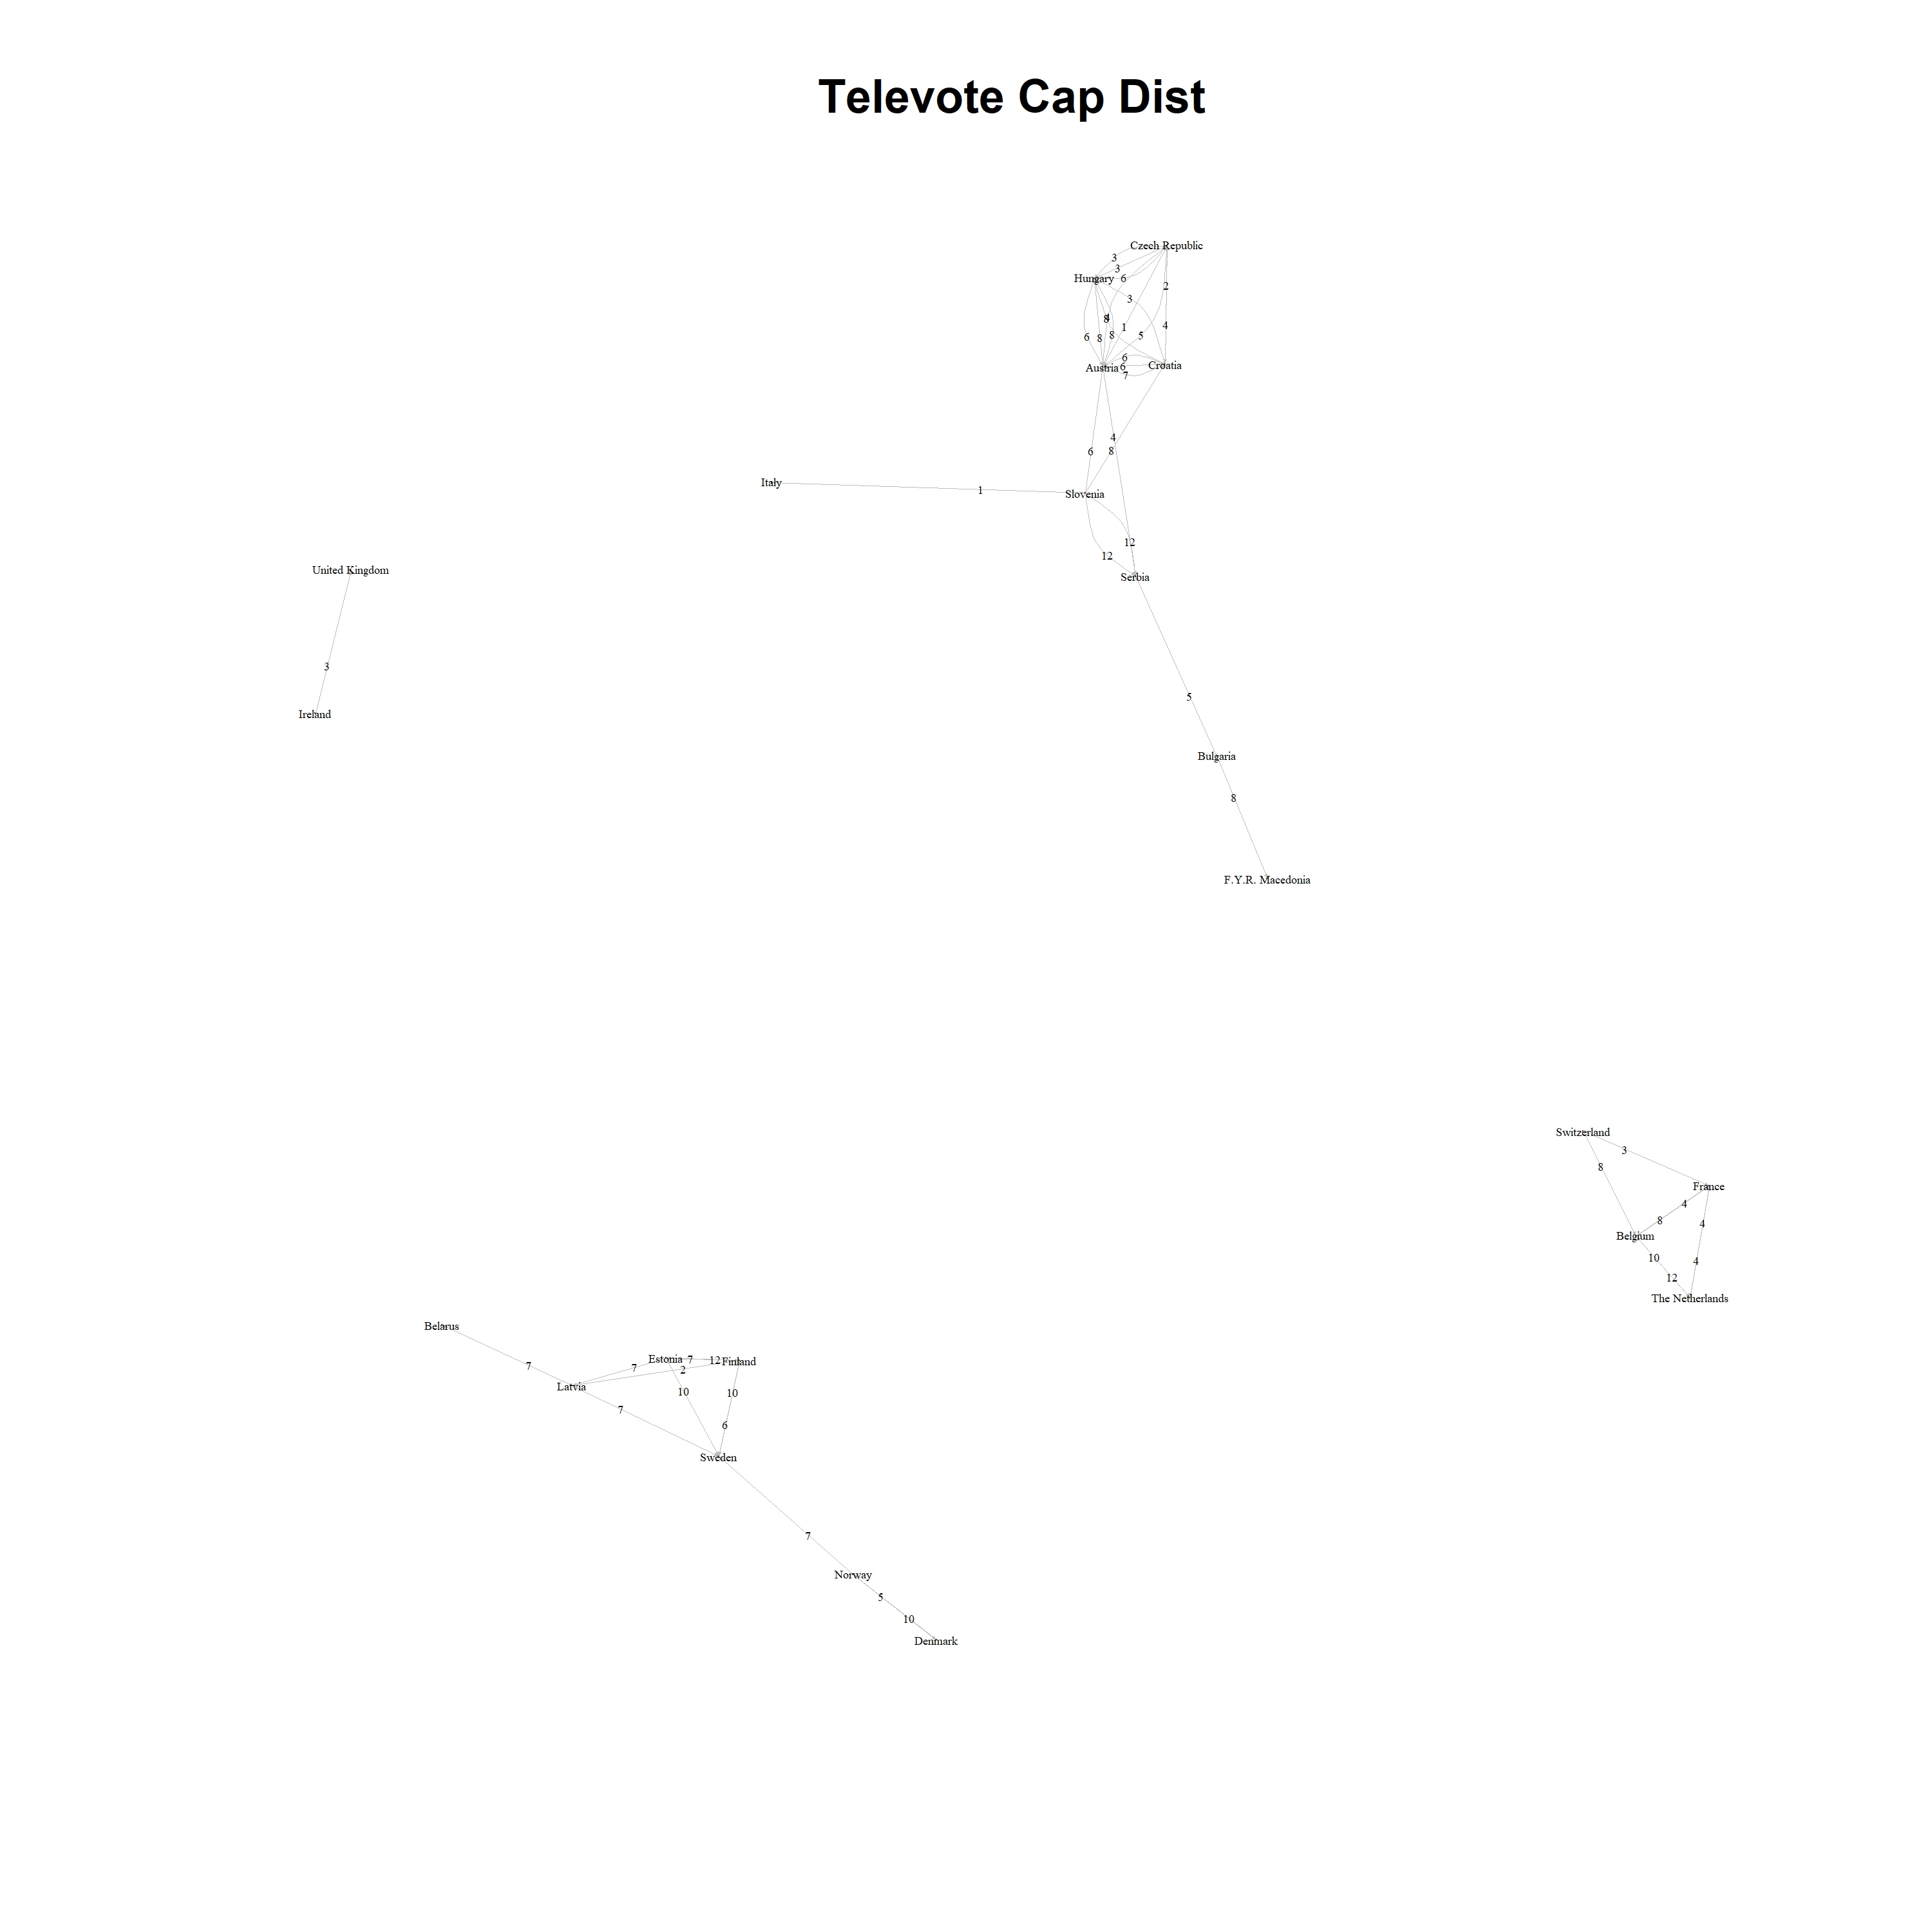 Televote Cap Dist
Czech Republic
3
3
Hungary 6
2
3
8
4
1
4
6
8
8
5
6
Austria 6
Croatia
7
4
6
8
Italy
1
Slovenia
12
12
United Kingdom
Serbia
3
5
Ireland
Bulgaria
8
F.Y.R. Macedonia
Switzerland
3
8
France
4
8
4
Belgium
10
4
12
The Netherlands
Belarus
7
Estonia 7 12 Finland
7
2
Latvia
10
10
7
6
Sweden
7
Norway
5
10
Denmark